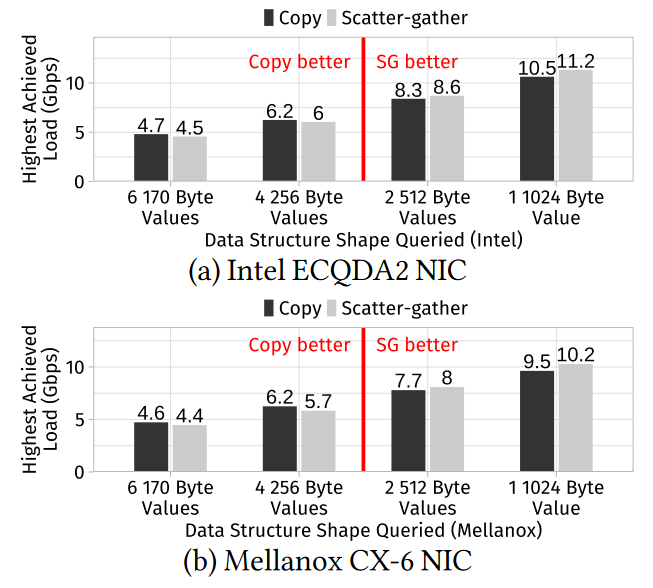 Copy Scatter-gather
Highest Achieved
Load (Gbps)
Copy better SG better
10
5
0
4.7 4.5 6.2 6 8.3 8.6 10.5 11.2
6 170 Byte 4 256 Byte 2 512 Byte 1 1024 Byte
Values Values Values Value
Data Structure Shape Queried (Intel)
(a) Intel ECQDA2 NIC
Copy Scatter-gather
Highest Achieved
Load (Gbps)
Copy better SG better
10
5
0
4.6 4.4 6.2 5.7 7.7 8 9.5 10.2
6 170 Byte 4 256 Byte 2 512 Byte 1 1024 Byte
Values Values Values Value
Data Structure Shape Queried (Mellanox)
(b) Mellanox CX-6 NIC